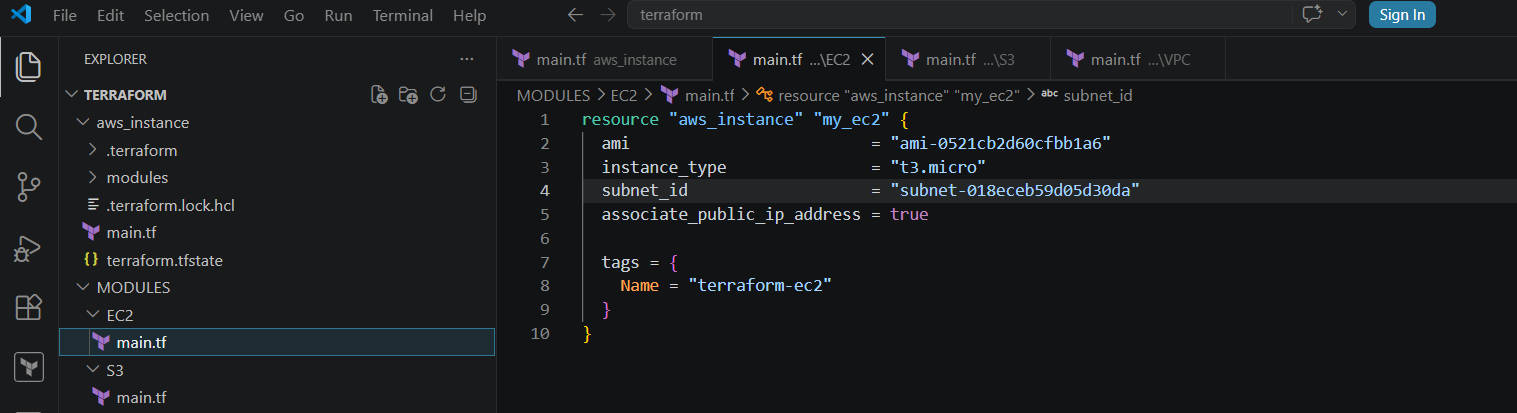 File Edit Selection View Go Run Terminal Help
terraform
Sign In
EXPLORER
TERRAFORM
aws_instance
.terraform
modules
.terraform.lock.hcl
main.tf
terraform.tfstate
MODULES
EC2
main.tf
S3
main.tf
main.tf aws_instance
main.tf ...\EC2
main.tf ...\S3
main.tf ...\VPC
MODULES > EC2 > main.tf > resource "aws_instance" "my_ec2" > abc subnet_id
1 resource "aws_instance" "my_ec2" {
2 ami = "ami-0521cb2d60cfbb1a6"
3 instance_type = "t3.micro"
4 subnet_id = "subnet-018eceb59d05d30da"
5 associate_public_ip_address = true
6
7 tags = {
8 Name = "terraform-ec2"
9 }
10 }